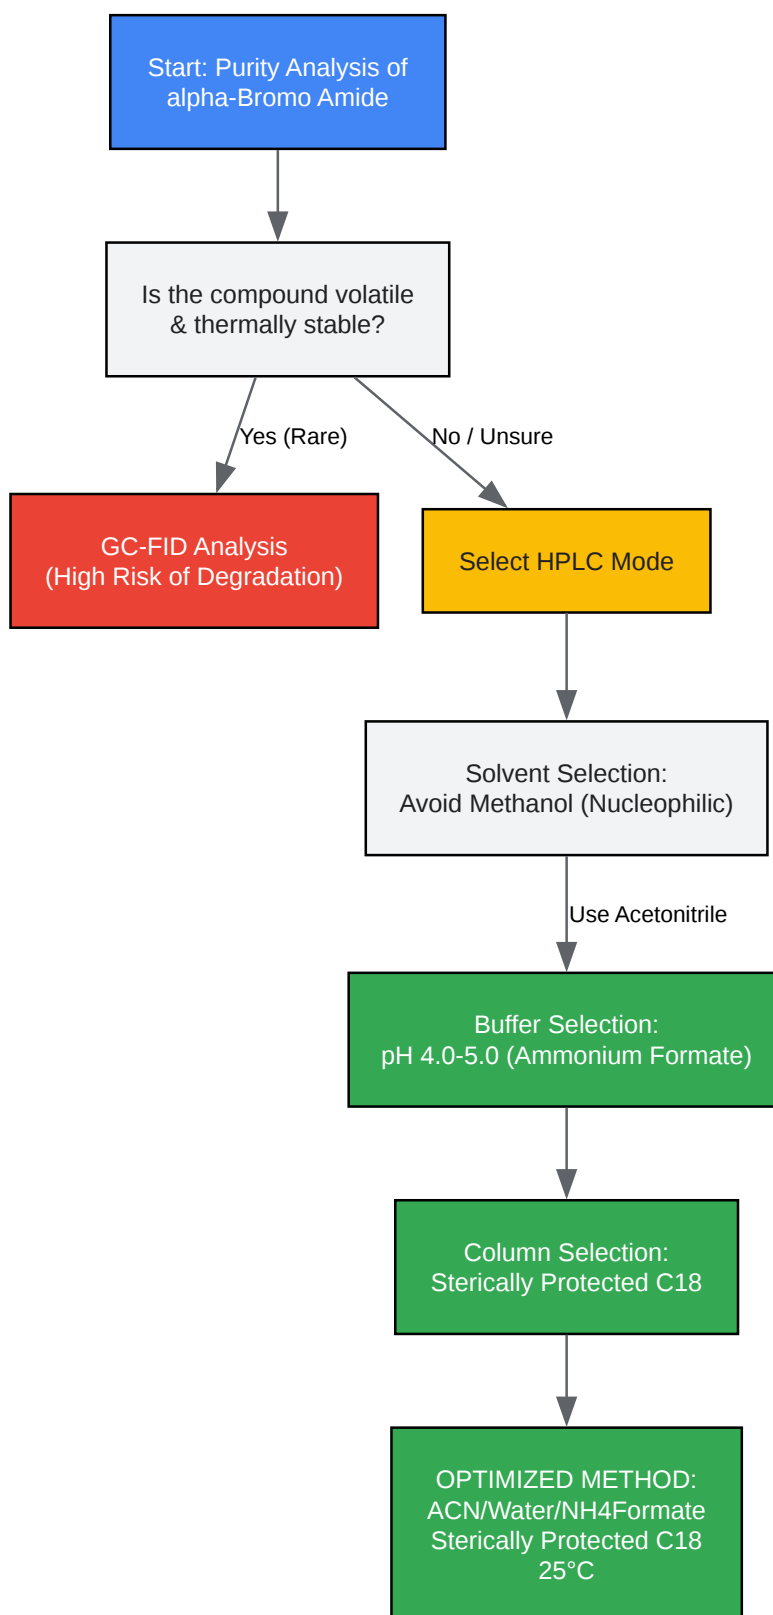 Start: Purity Analysis of
alpha-Bromo Amide
Is the compound volatile
& thermally stable?
Yes (Rare)
No / Unsure
GC-FID Analysis
(High Risk of Degradation)
Select HPLC Mode
Solvent Selection:
Avoid Methanol (Nucleophilic)
Use Acetonitrile
Buffer Selection:
pH 4.0-5.0 (Ammonium Formate)
Column Selection:
Sterically Protected C18
OPTIMIZED METHOD:
ACN/Water/NH4Formate
Sterically Protected C18
25°C